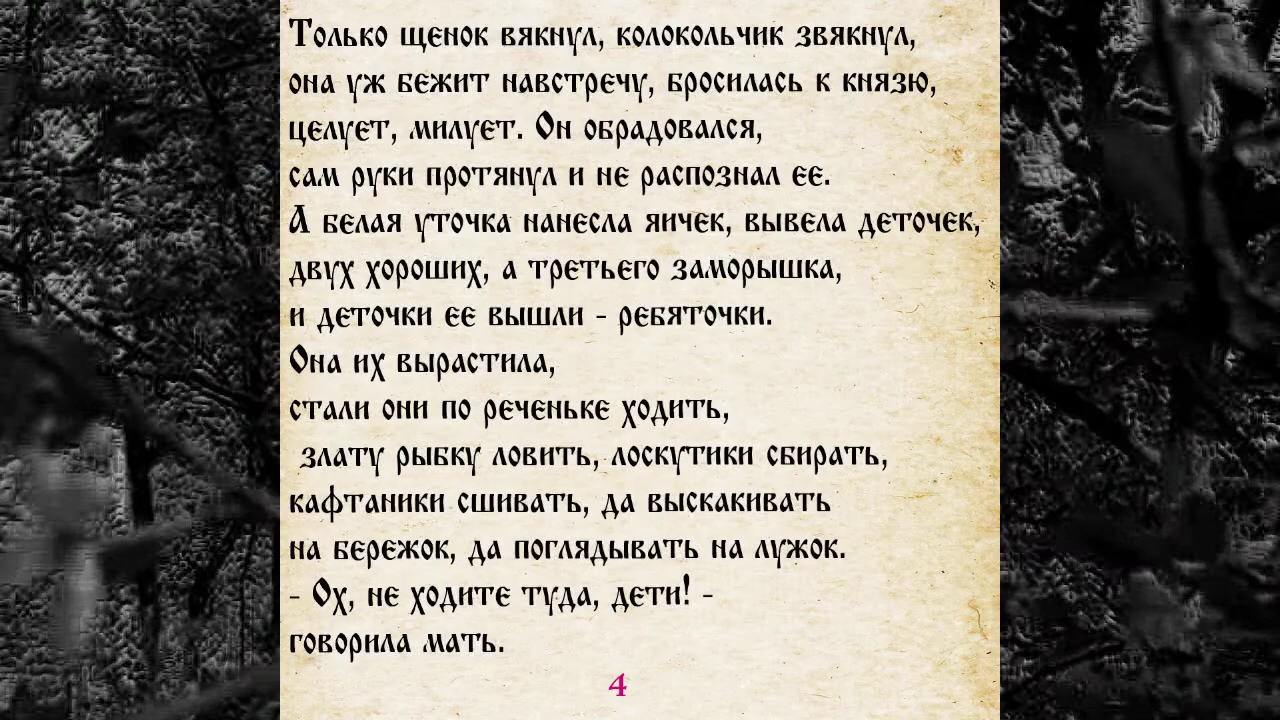 Только щенок вякнул, колокольчик звякнул,
она уж бежит навстречу, бросилась к князю,
целует, милует. Он обрадовался,
сам руки протянул и не распознал ее.
А белая уточка нанесла яичек, вывела деточек,
двух хороших, а третьего заморышка,
и деточки ее вышли - ребяточки.
Она их вырастила,
стали они по реченьке ходить,
злату рыбку ловить, лоскутики сбирать,
кафтаники сшивать, да выскакивать
на бережок, да поглядывать на лужок.
- Ох, не ходите туда, дети! -
говорила мать.
4